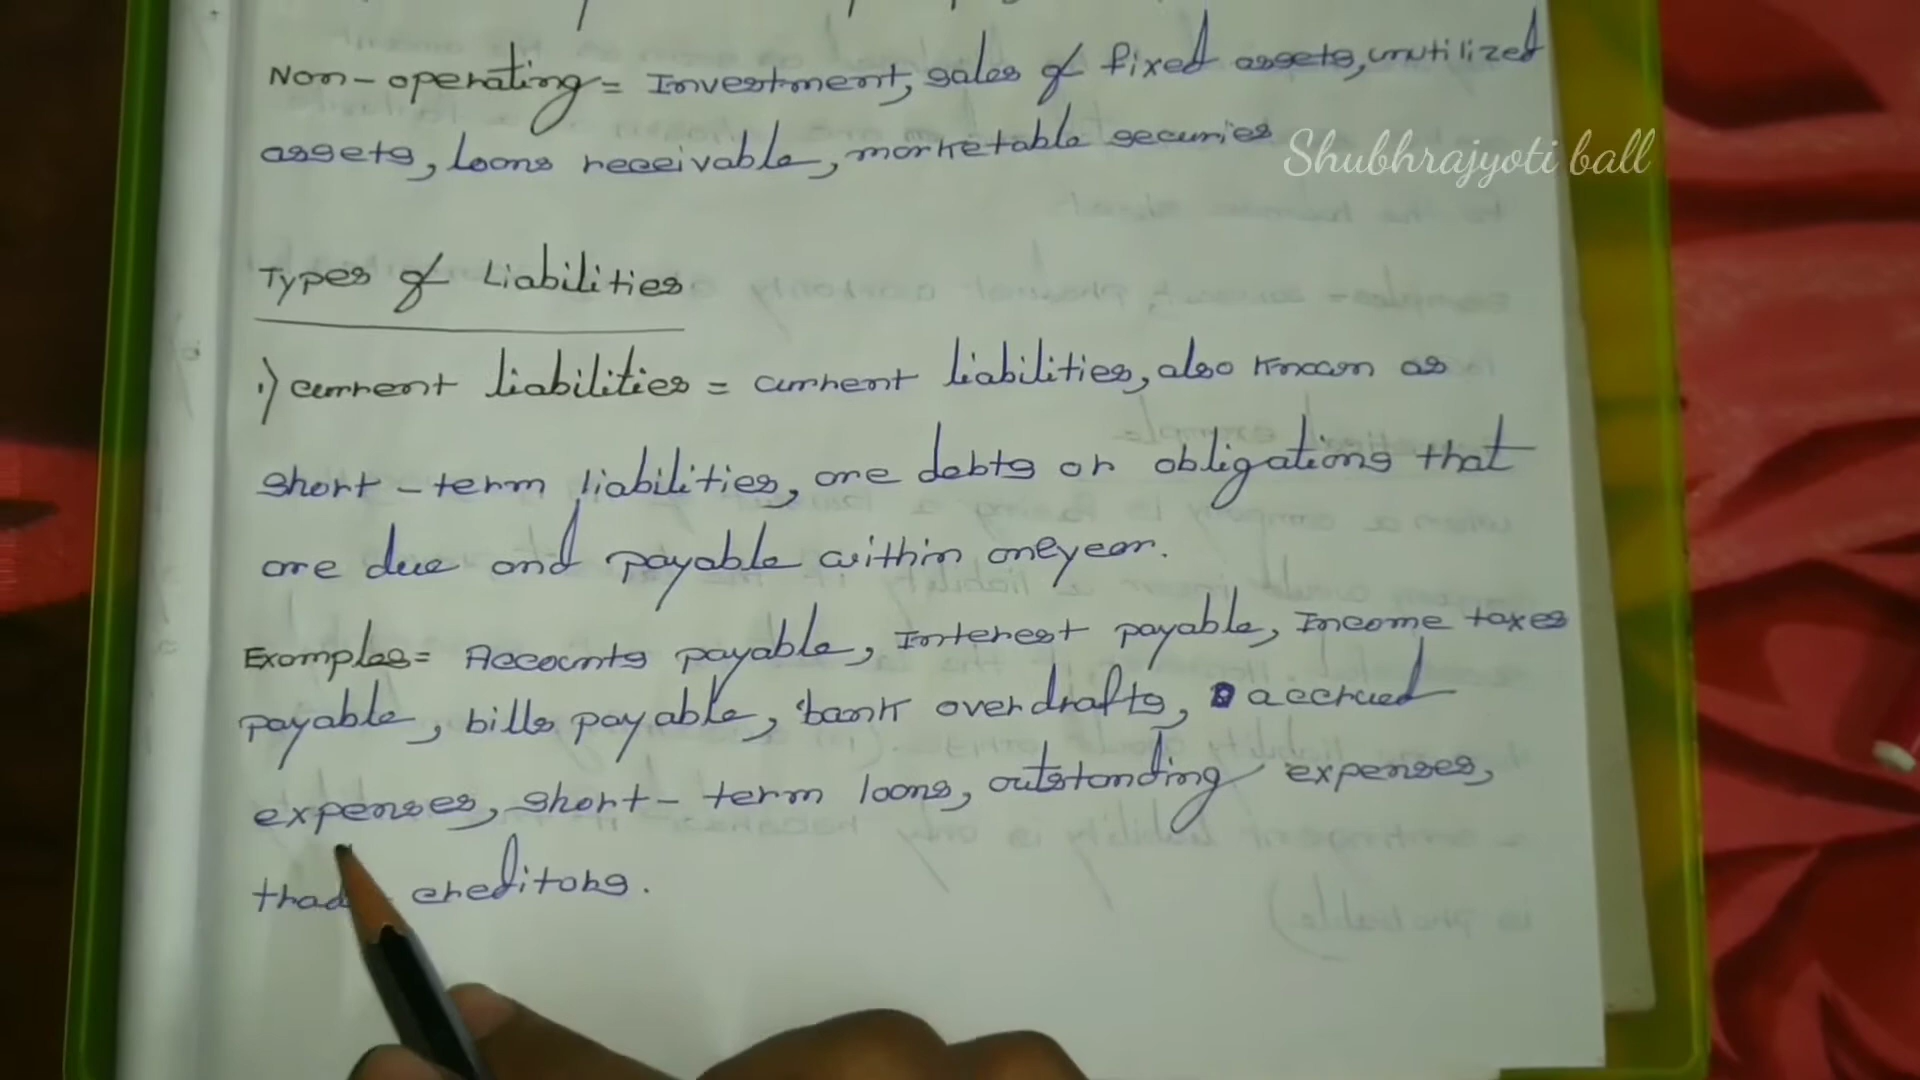 Non-operating = Investment, sales of fixed assets, unutilized
assets, loans receivable, marketable securies
Shubhrajyoti ball
Types of Liabilities
1) current liabilities = current liabilities, also known as
short-term liabilities, are debts or obligations that
are due and payable within oneyear.
Examples = Accounts payable, Interest payable, Income taxes
payable, bills payable, bank overdrafts, accrued
expenses, short-term loans, outstanding expenses,
trade creditors.